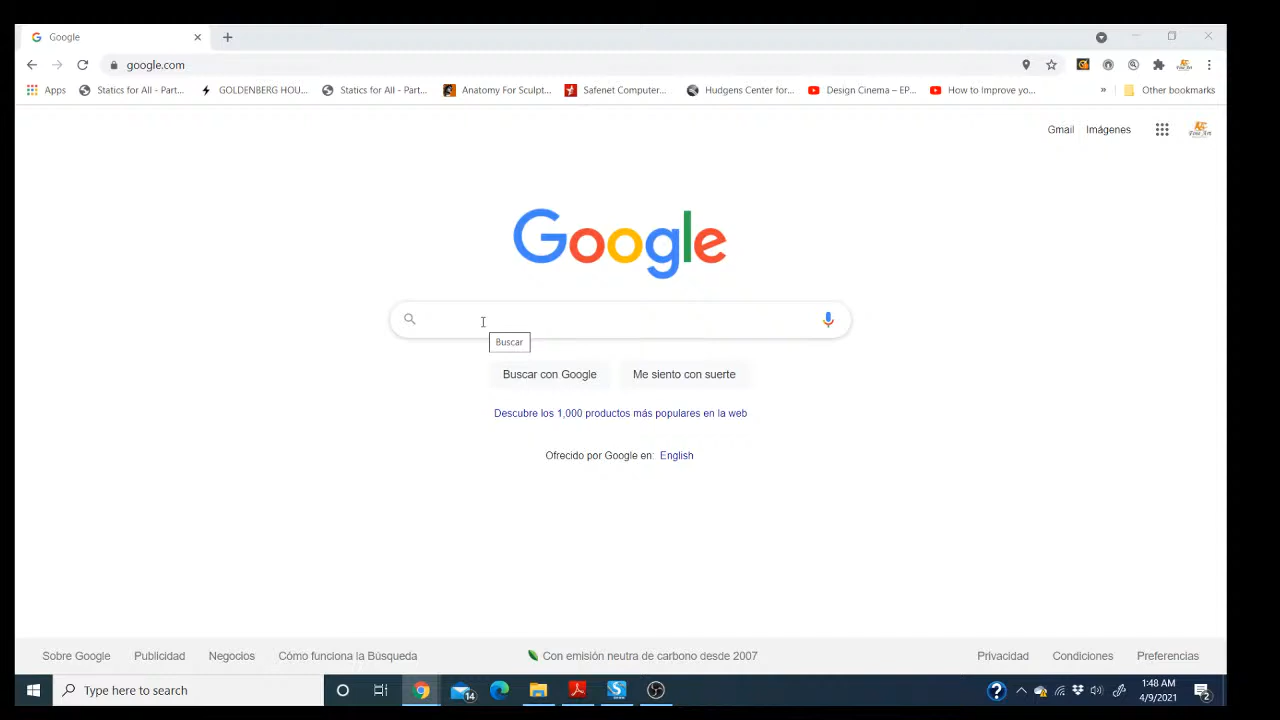 Google
google.com
Apps
Statics for All - Part...
GOLDENBERG HOU...
Statics for All - Part...
Anatomy For Sculpt...
Safenet Computer...
Hudgens Center for...
Design Cinema – EP...
How to Improve yo...
»
Other bookmarks
Gmail
Imágenes
Google
Buscar
Buscar con Google
Me siento con suerte
Descubre los 1,000 productos más populares en la web
Ofrecido por Google en: English
Sobre Google
Publicidad
Negocios
Cómo funciona la Búsqueda
Con emisión neutra de carbono desde 2007
Privacidad
Condiciones
Preferencias
Type here to search
14
1:48 AM
4/9/2021
2